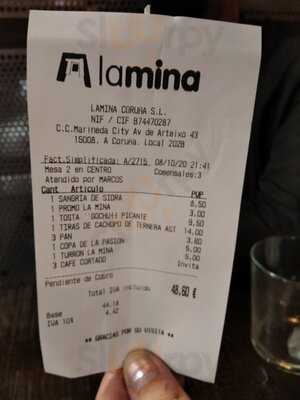 lamina
LAMINA CORUÑA S.L.
NIF / CIF B74470287
C.C.Marineda City Av de Arteixo 43
15008, A Coruña. Local 202B
Fact.Simplificada: A/2715 08/10/20 21:41
Mesa 2 en CENTRO Comensales:3
Atendido por MARCOS
Cant Articulo PVP
1 SANGRIA DE SIDRA 8,50
1 PROMO LA MINA 3,00
1 TOSTA GOCHUJI PICANTE 9,50
1 TIRAS DE CACHOPO DE TERNERA AGT 14,00
3 PAN 3,60
1 COPA DE LA PASION 5,00
1 TURRON LA MINA 5,00
3 CAFE CORTADO Invita
Pendiente de Cobro
Total IVA incluido 48,60 €
Base 44,18
IVA 10% 4,42
** GRACIAS POR SU VISITA **